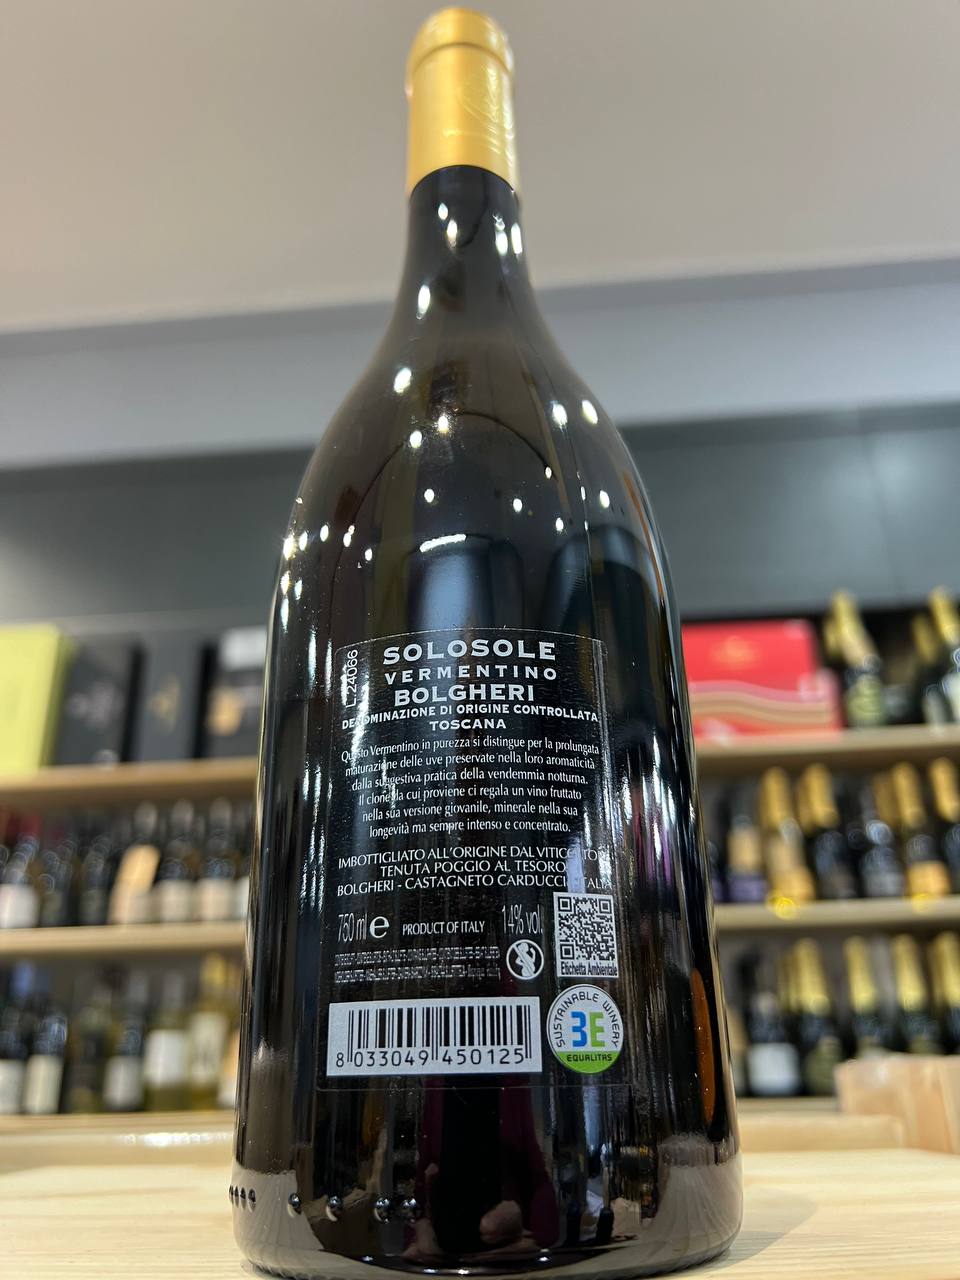 L.24066
SOLOSOLE
VERMENTINO
BOLGHERI
DENOMINAZIONE DI ORIGINE CONTROLLATA
TOSCANA
Questo Vermentino in purezza si distingue per la prolungata
maturazione delle uve preservate nella loro aromaticità
dalla suggestiva pratica della vendemmia notturna.
Il clone da cui proviene ci regala un vino fruttato
nella sua versione giovanile, minerale nella sua
longevità ma sempre intenso e concentrato.
IMBOTTIGLIATO ALL'ORIGINE DAL VITICOLTORE
TENUTA POGGIO AL TESORO
BOLGHERI - CASTAGNETO CARDUCCI - ITALY
750 ml e PRODUCT OF ITALY 14% vol.
Etichetta Ambientale
8 033049 450125
SUSTAINABLE WINERY
3E
EQUALITAS